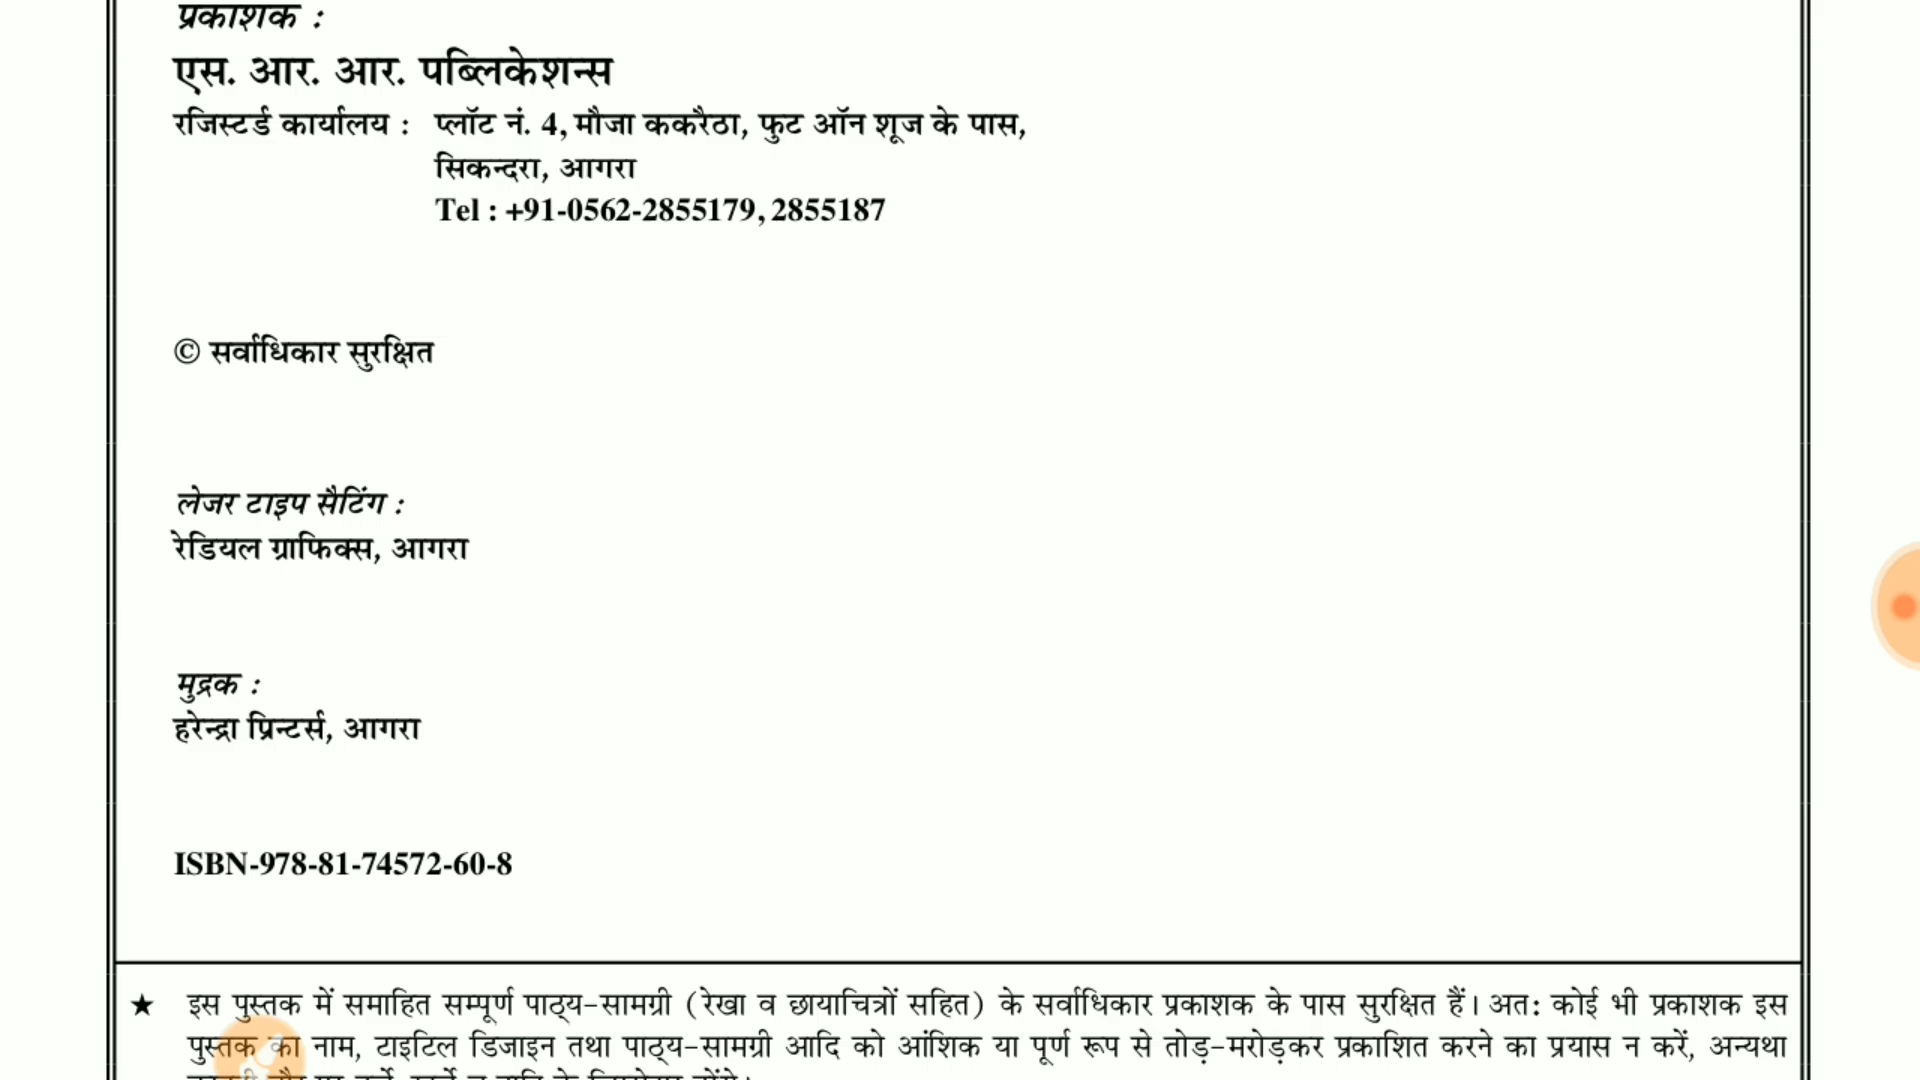 प्रकाशक :
एस. आर. आर. पब्लिकेशन्स
रजिस्टर्ड कार्यालय : प्लॉट नं. 4, मौजा ककरैठा, फुट ऑन शूज के पास,
सिकन्दरा, आगरा
Tel : +91-0562-2855179, 2855187
© सर्वाधिकार सुरक्षित
लेजर टाइप सैटिंग :
रेडियल ग्राफिक्स, आगरा
मुद्रक :
हरेन्द्रा प्रिन्टर्स, आगरा
ISBN-978-81-74572-60-8
★ इस पुस्तक में समाहित सम्पूर्ण पाठ्य-सामग्री (रेखा व छायाचित्रों सहित) के सर्वाधिकार प्रकाशक के पास सुरक्षित हैं। अत: कोई भी प्रकाशक इस
पुस्तक का नाम, टाइटिल डिजाइन तथा पाठ्य-सामग्री आदि को आंशिक या पूर्ण रूप से तोड़-मरोड़कर प्रकाशित करने का प्रयास न करें, अन्यथा